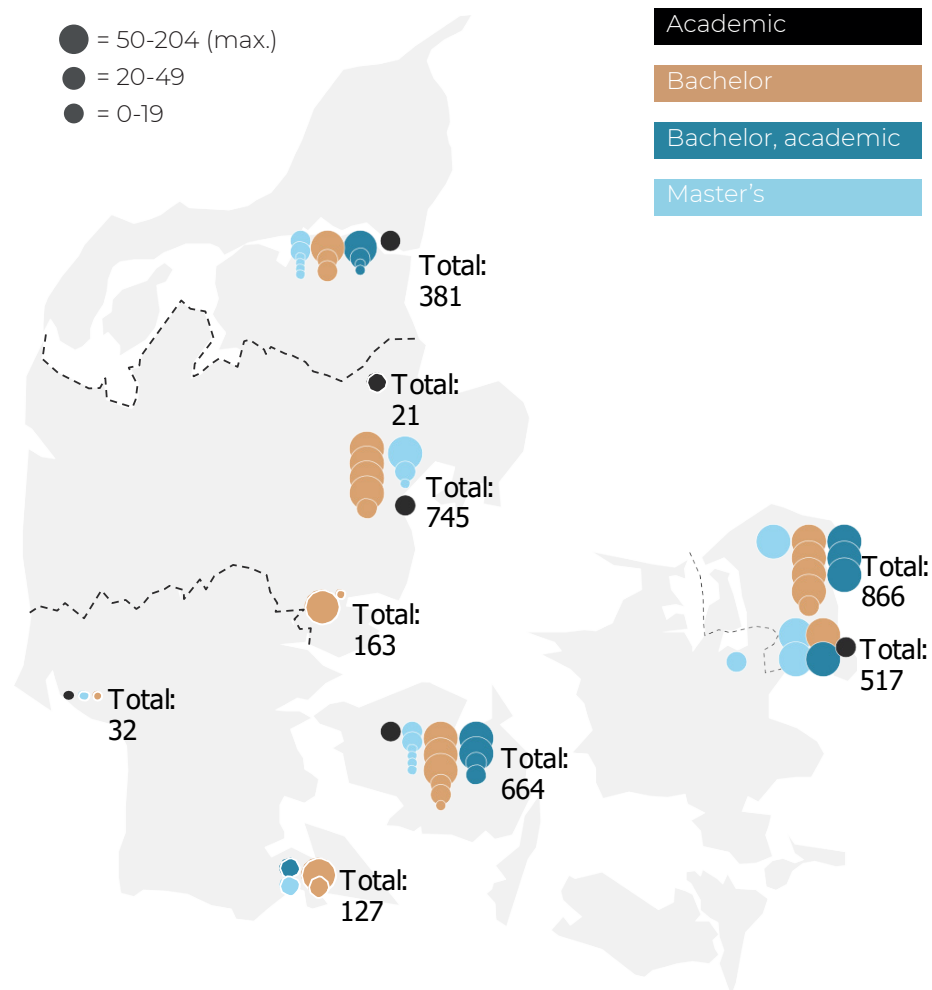 = 50-204 (max.)
= 20-49
= 0-19
Academic
Bachelor
Bachelor, academic
Master's
Total:
381
Total:
21
Total:
745
Total:
163
Total:
866
Total:
517
Total:
32
Total:
664
Total:
127